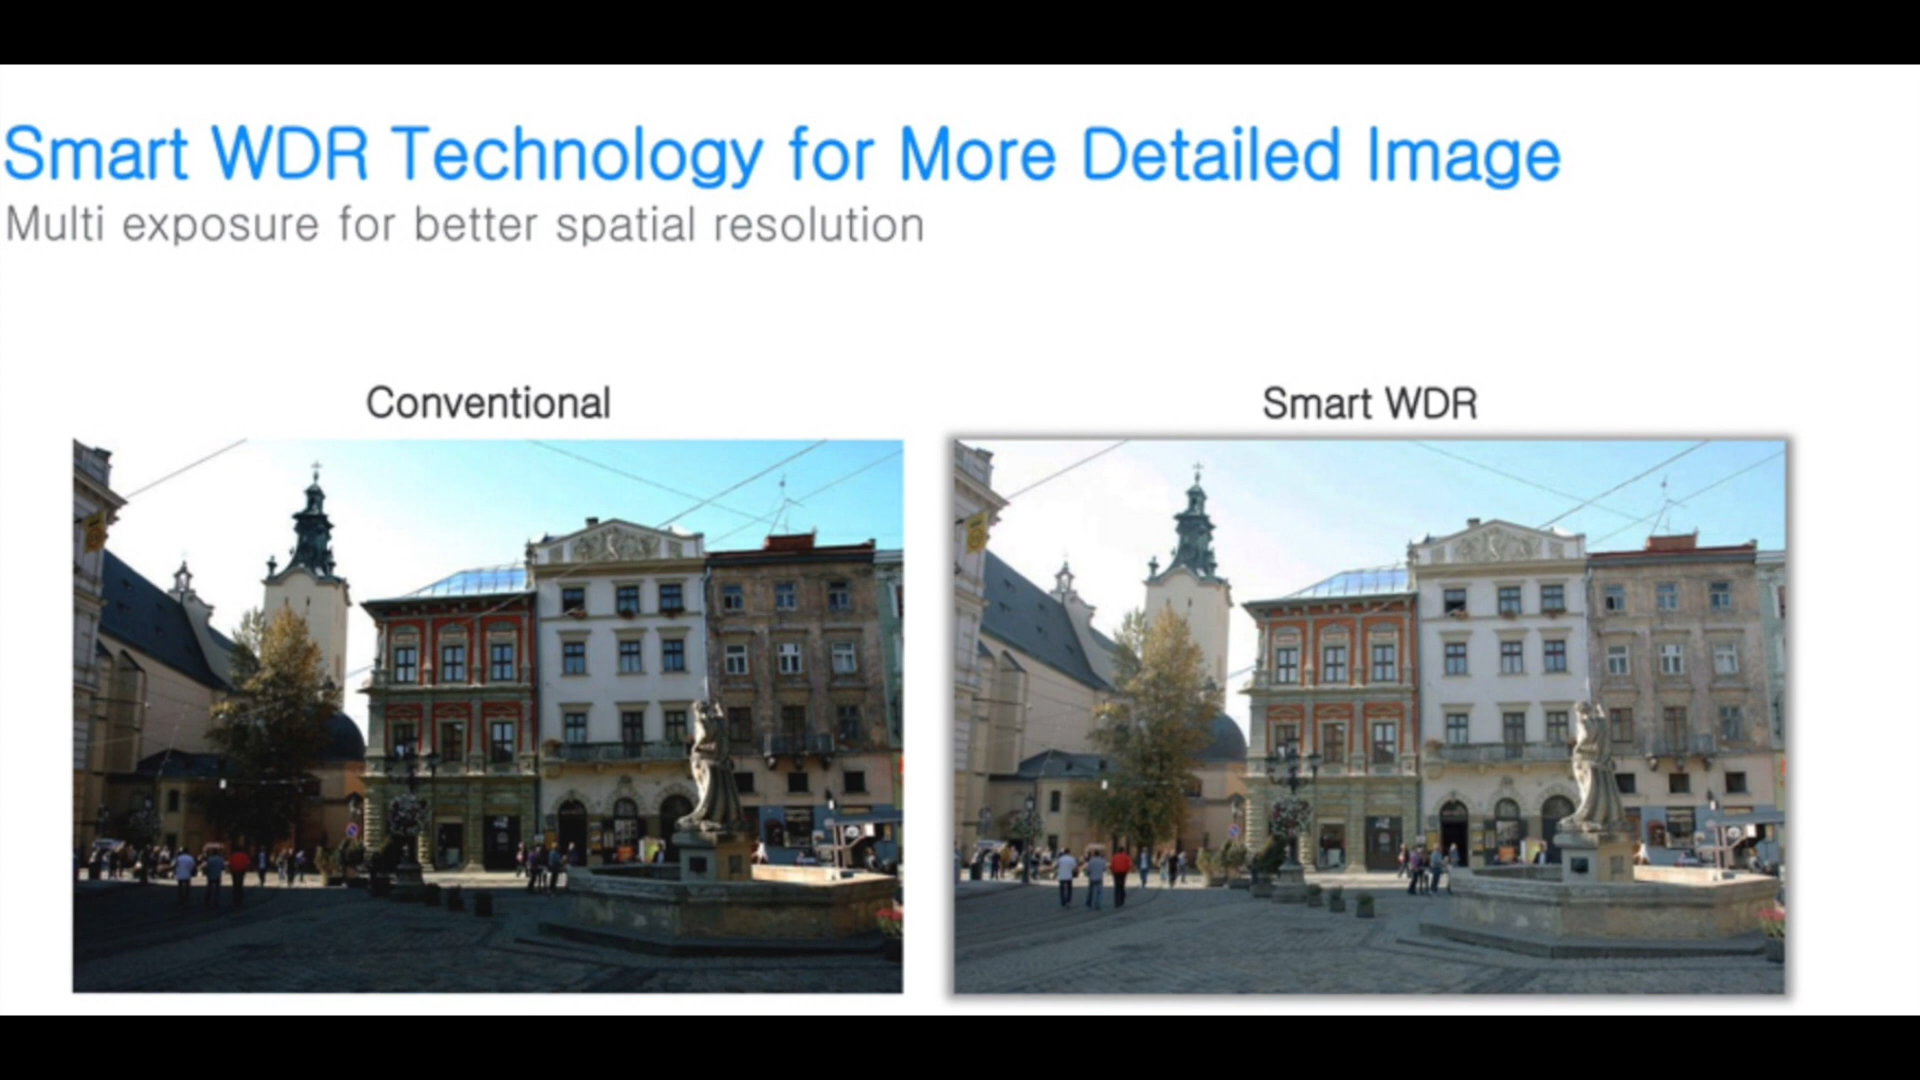 Smart WDR Technology for More Detailed Image
Multi exposure for better spatial resolution
Conventional
Smart WDR